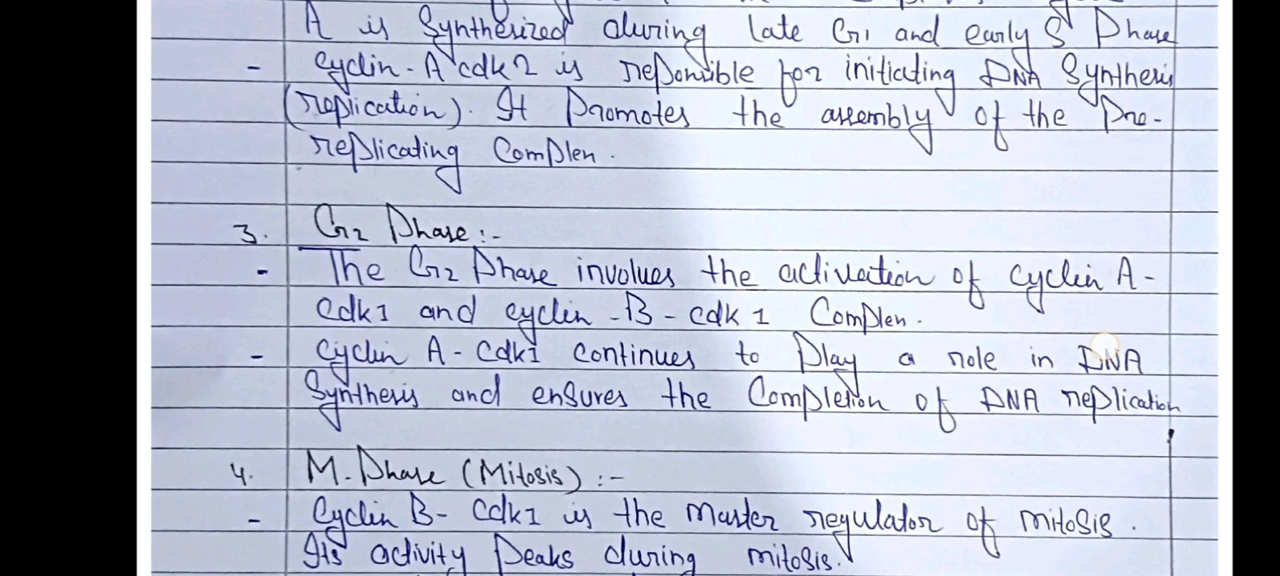 A is Synthesized during late G1 and early S Phase
- Cyclin-A cdk2 is reponsible for initiating DNA Synthesis
(replication). It Promotes the assembly of the Pre-
replicating Complex.
3. G2 Phase:-
- The G2 Phase involves the activation of cyclin A-
Cdk1 and cyclin-B-cdk1 Complex.
- Cyclin A-Cdk1 continues to Play a role in DNA
Synthesis and ensures the Completion of DNA replication
4. M.Phase (Mitosis):-
- Cyclin B-Cdk1 is the Master regulator of mitosis.
Its activity Peaks during mitosis.